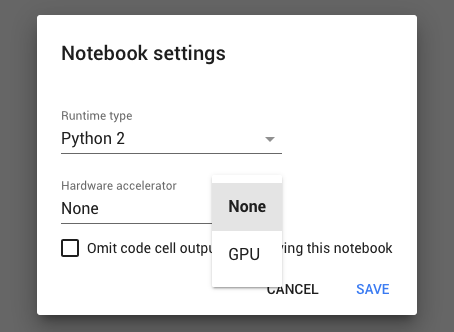 Notebook settings
Runtime type
Python 2
Hardware accelerator
None
None
Omit code cell outpu ving this notebook
GPU
CANCEL
SAVE